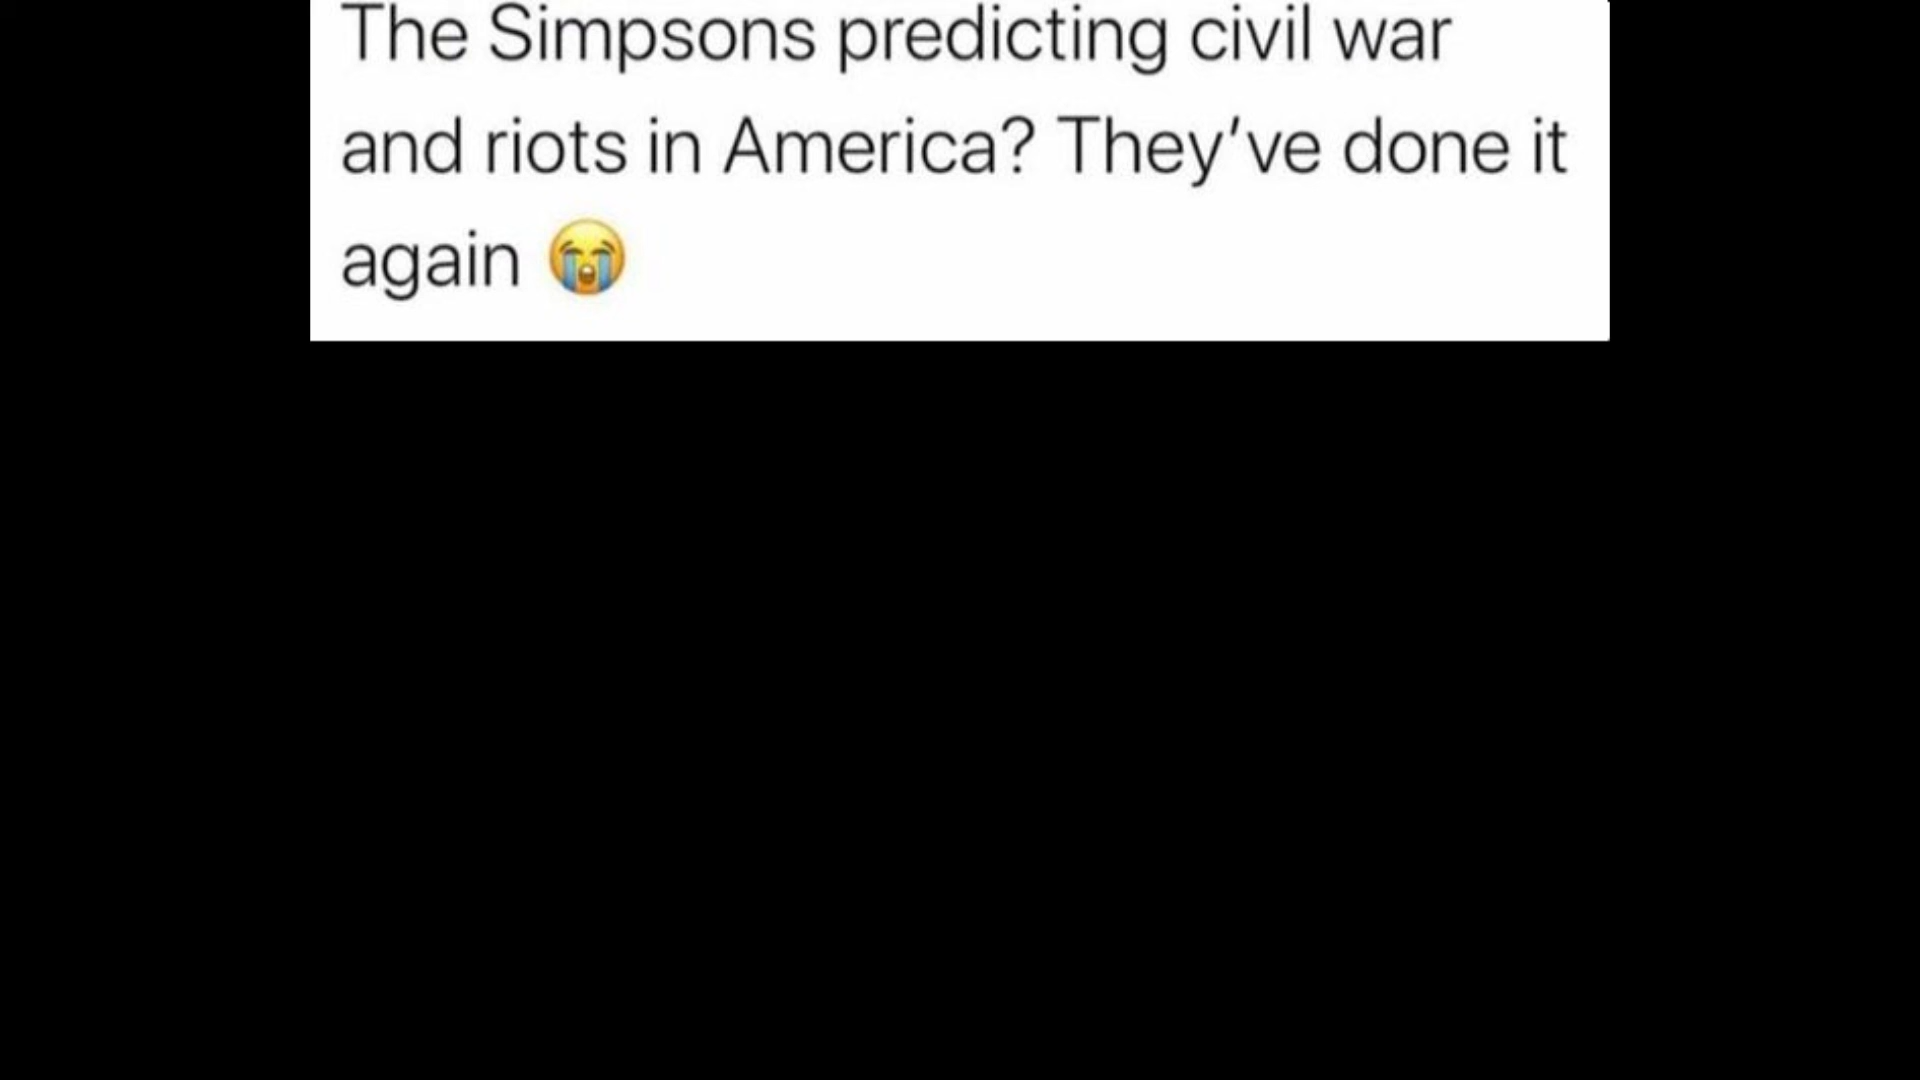 The Simpsons predicting civil war
and riots in America? They’ve done it
again 😭